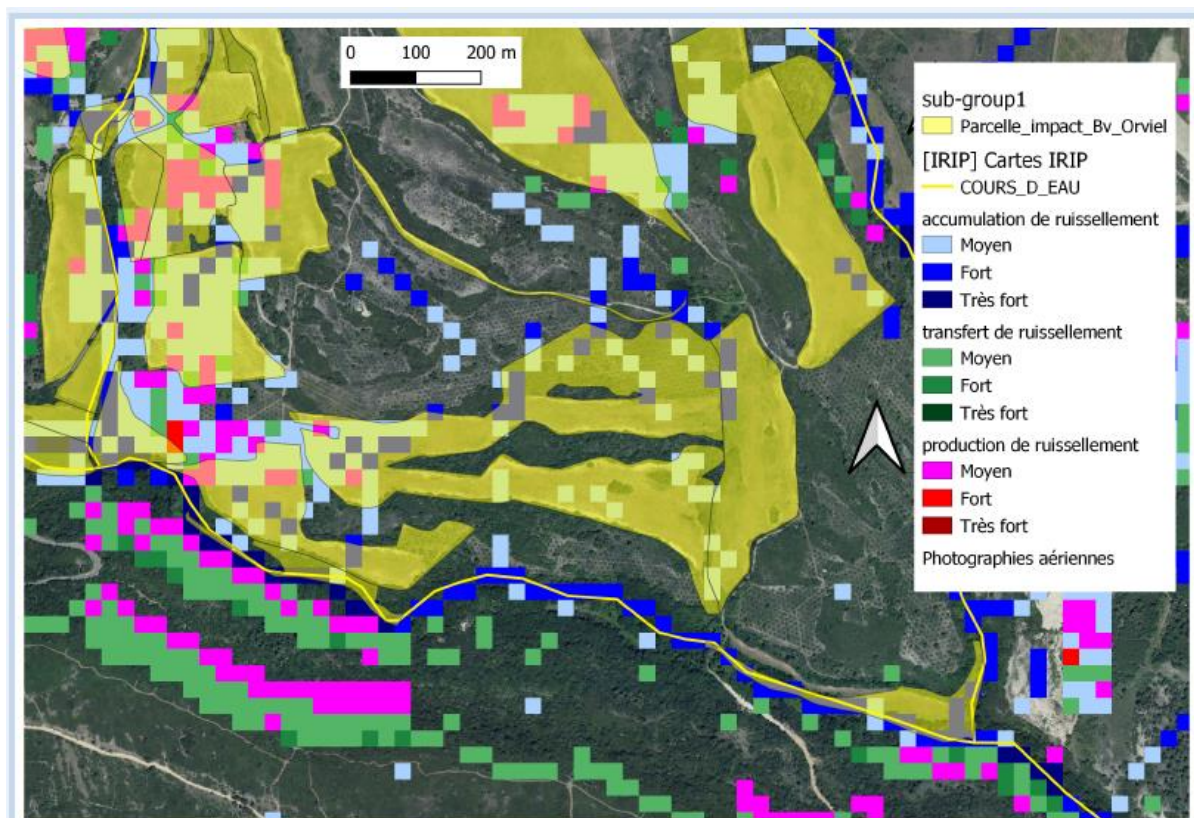 0 100 200 m
sub-group1
Parcelle_impact_Bv_Orviel
[IRIP] Cartes IRIP
COURS_D_EAU
accumulation de ruissellement
Moyen
Fort
Très fort
transfert de ruissellement
Moyen
Fort
Très fort
production de ruissellement
Moyen
Fort
Très fort
Photographies aériennes